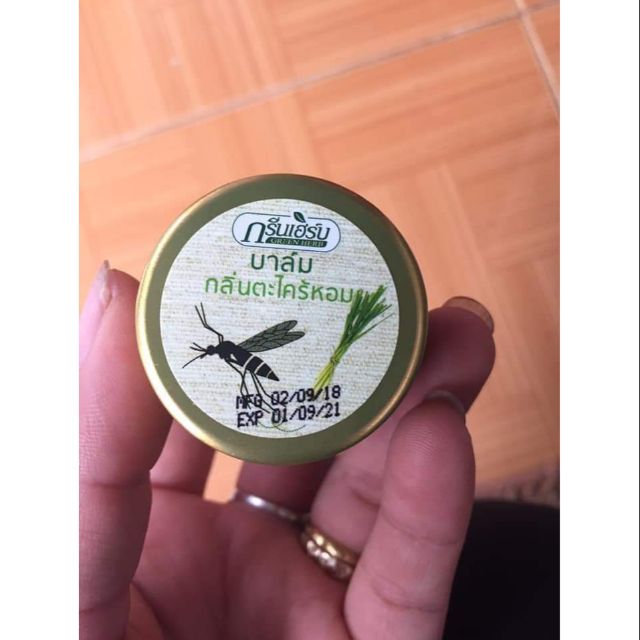 กรีนเฮิร์บ
GREEN HERB
บาล์ม
กลิ่นตะไคร้หอม
MFG 02/09/18
EXP 01/09/21